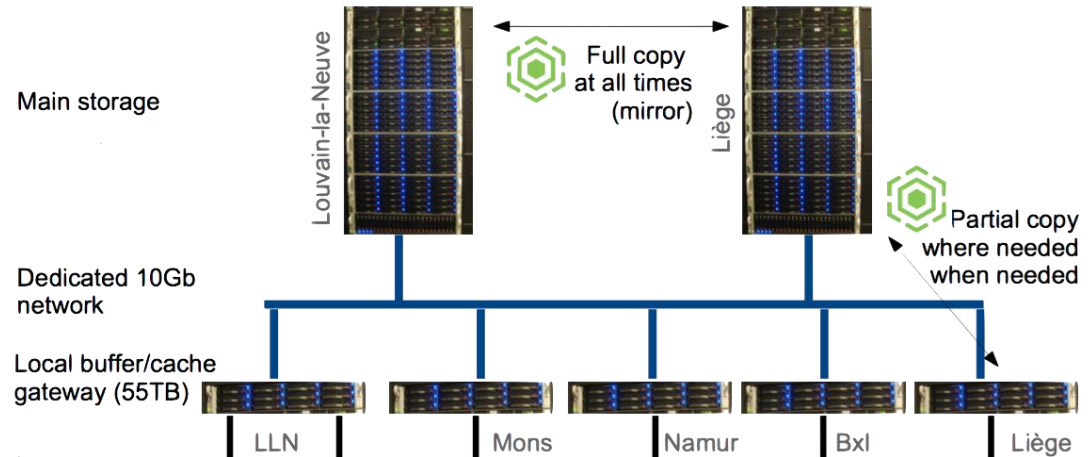 Louvain-la-Neuve
Full copy
at all times
(mirror)
Liège
Main storage
Partial copy
where needed
when needed
Dedicated 10Gb
network
Local buffer/cache
gateway (55TB)
LLN
Mons
Namur
Bxl
Liège